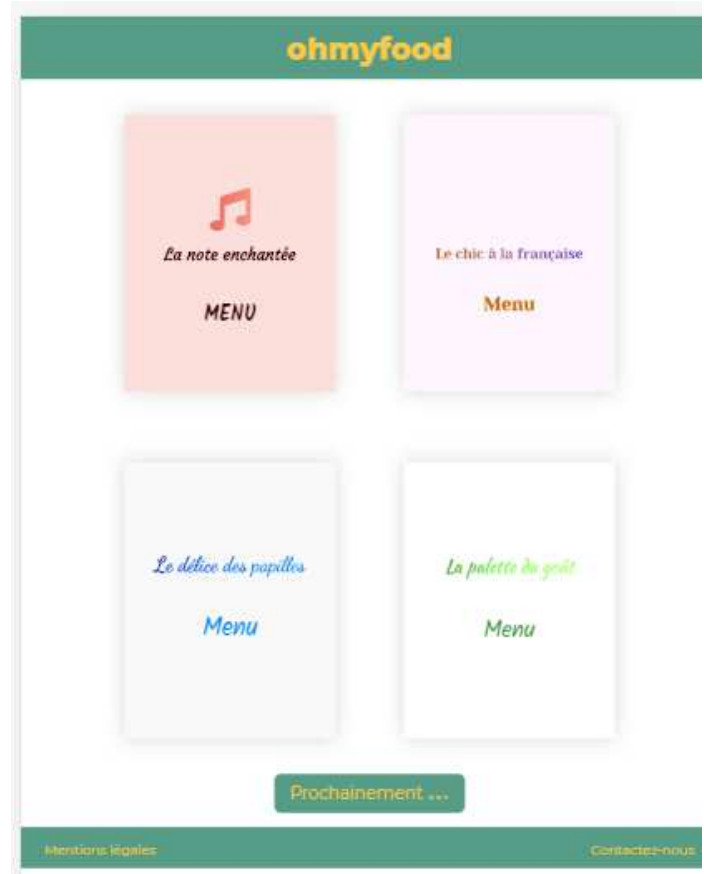 ohmyfood
La note enchantée
MENU
Le chic à la française
Menu
Le délice des papilles
Menu
La palette du goût
Menu
Prochainement ...
Mentions légales
Contactez-nous